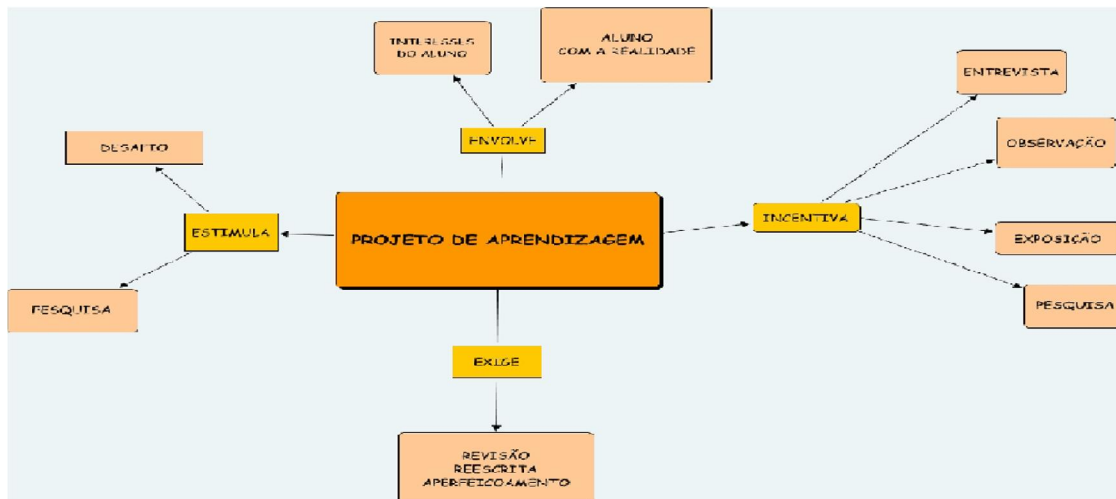 INTERESSES
DO ALUNO
ALUNO
COM A REALIDADE
ENTREVISTA
ENVOLVE
DESAFIO
OBSERVAÇÃO
ESTIMULA
PROJETO DE APRENDIZAGEM
INCENTIVA
EXPOSIÇÃO
PESQUISA
PESQUISA
EXIGE
REVISÃO
REESCRITA
APERFEICOAMENTO